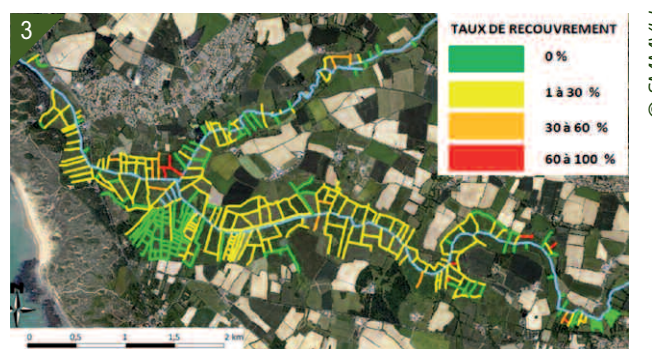 3
TAUX DE RECOUVREMENT
0 %
1 à 30 %
30 à 60 %
60 à 100 %
N
0 0,5 1 1,5 2 km